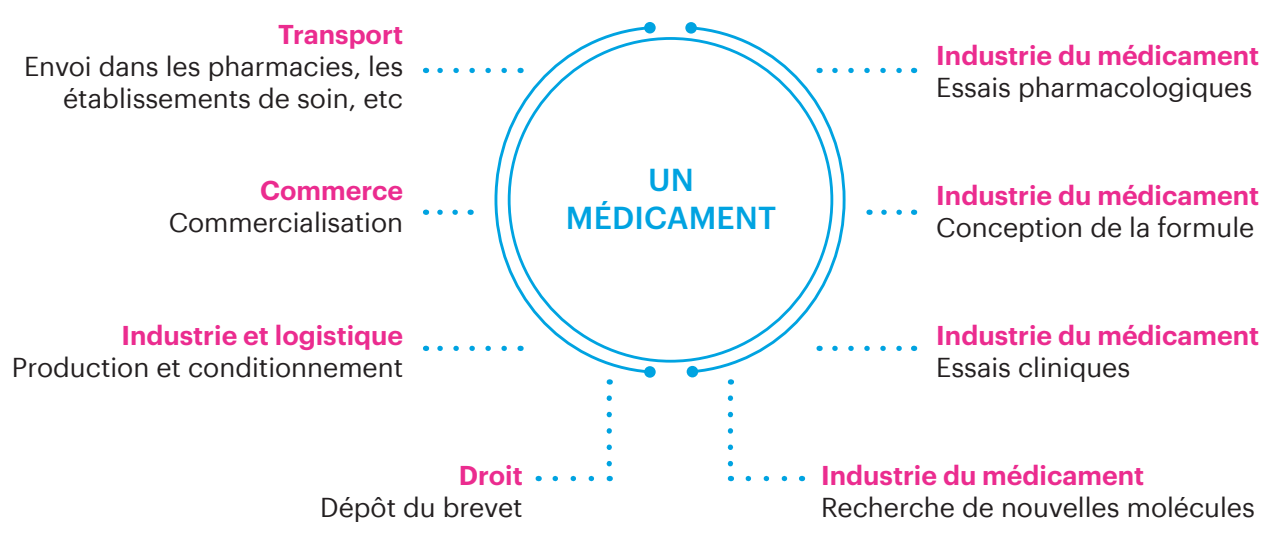 Transport
Envoi dans les pharmacies, les
établissements de soin, etc
Commerce
Commercialisation
Industrie et logistique
Production et conditionnement
Droit
Dépôt du brevet
UN
MÉDICAMENT
Industrie du médicament
Essais pharmacologiques
Industrie du médicament
Conception de la formule
Industrie du médicament
Essais cliniques
Industrie du médicament
Recherche de nouvelles molécules